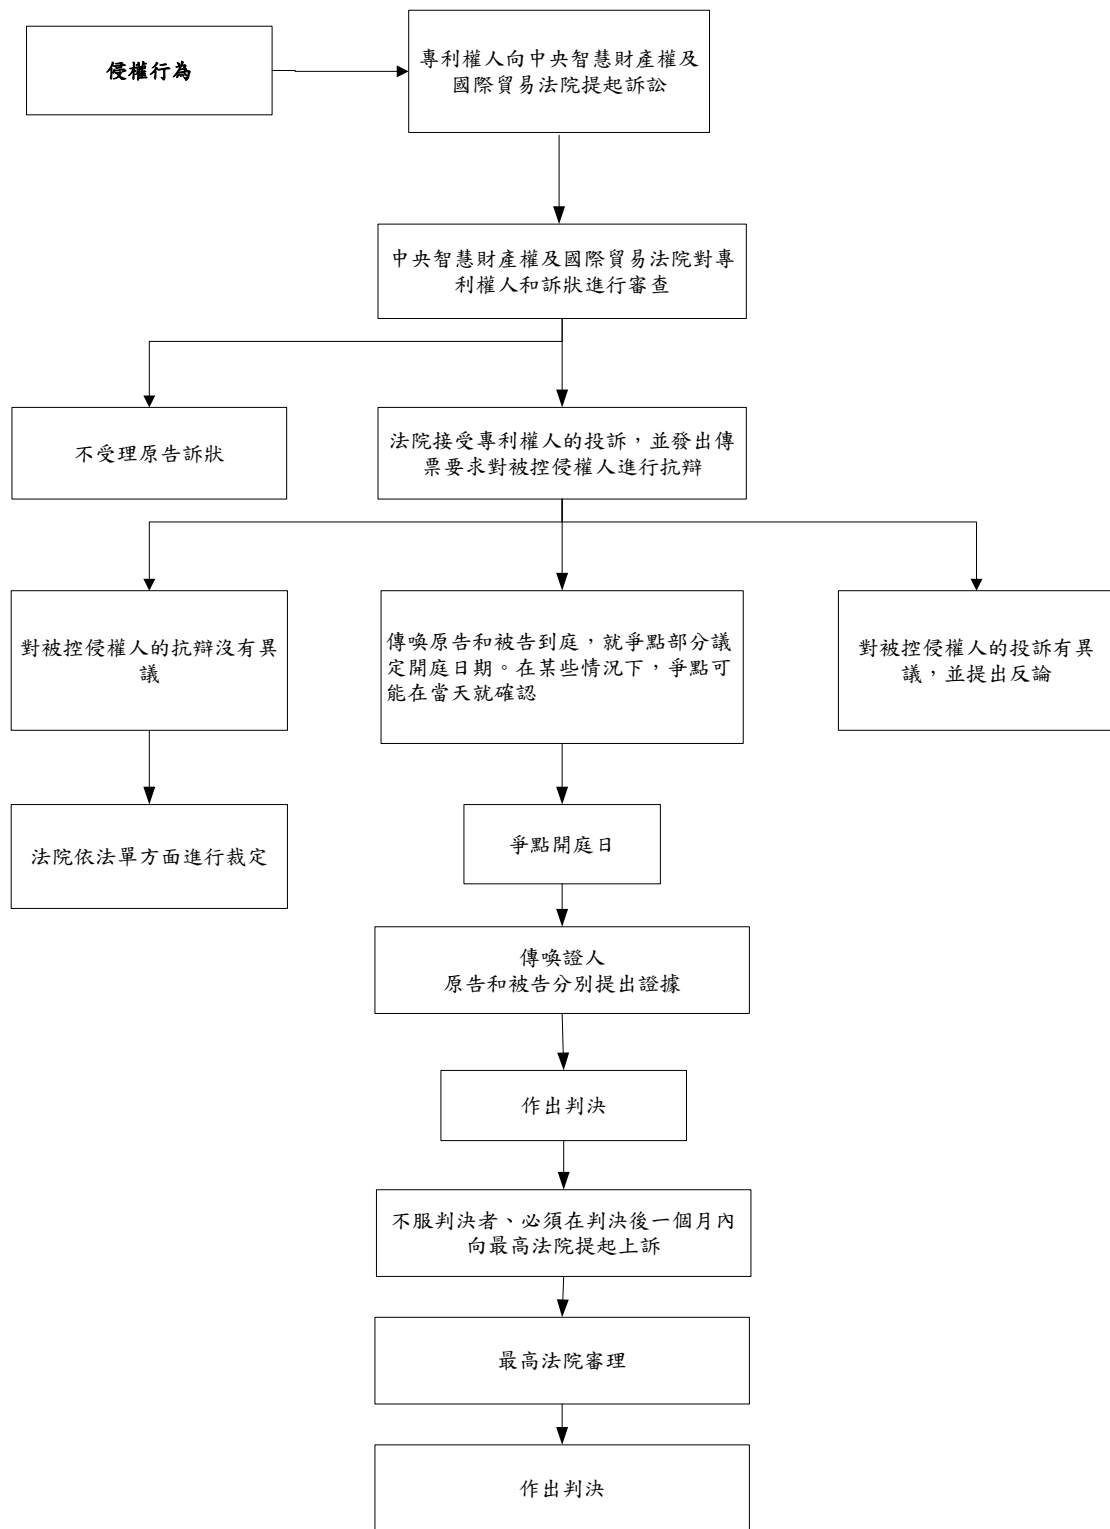 侵權行為
專利權人向中央智慧財產權及
國際貿易法院提起訴訟
中央智慧財產權及國際貿易法院對專
利權人和訴狀進行審查
不受理原告訴狀
法院接受專利權人的投訴，並發出傳
票要求對被控侵權人進行抗辯
對被控侵權人的抗辯沒有異
議
傳喚原告和被告到庭，就爭點部分議
定開庭日期。在某些情況下，爭點可
能在當天就確認
對被控侵權人的投訴有異
議，並提出反論
法院依法單方面進行裁定
爭點開庭日
傳喚證人
原告和被告分別提出證據
作出判決
不服判決者、必須在判決後一個月內
向最高法院提起上訴
最高法院審理
作出判決